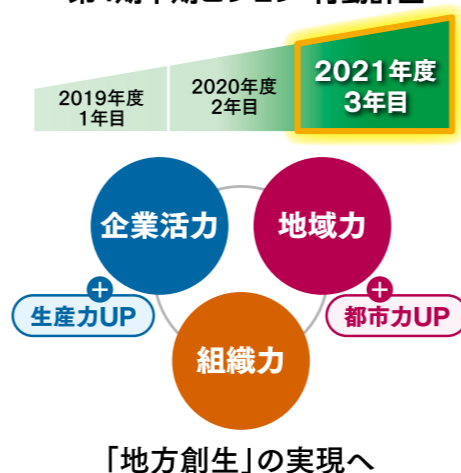 2019年度
1年目
2020年度
2年目
2021年度
3年目
企業活力
地域力
+
生産力UP
+
都市力UP
組織力
「地方創生」の実現へ